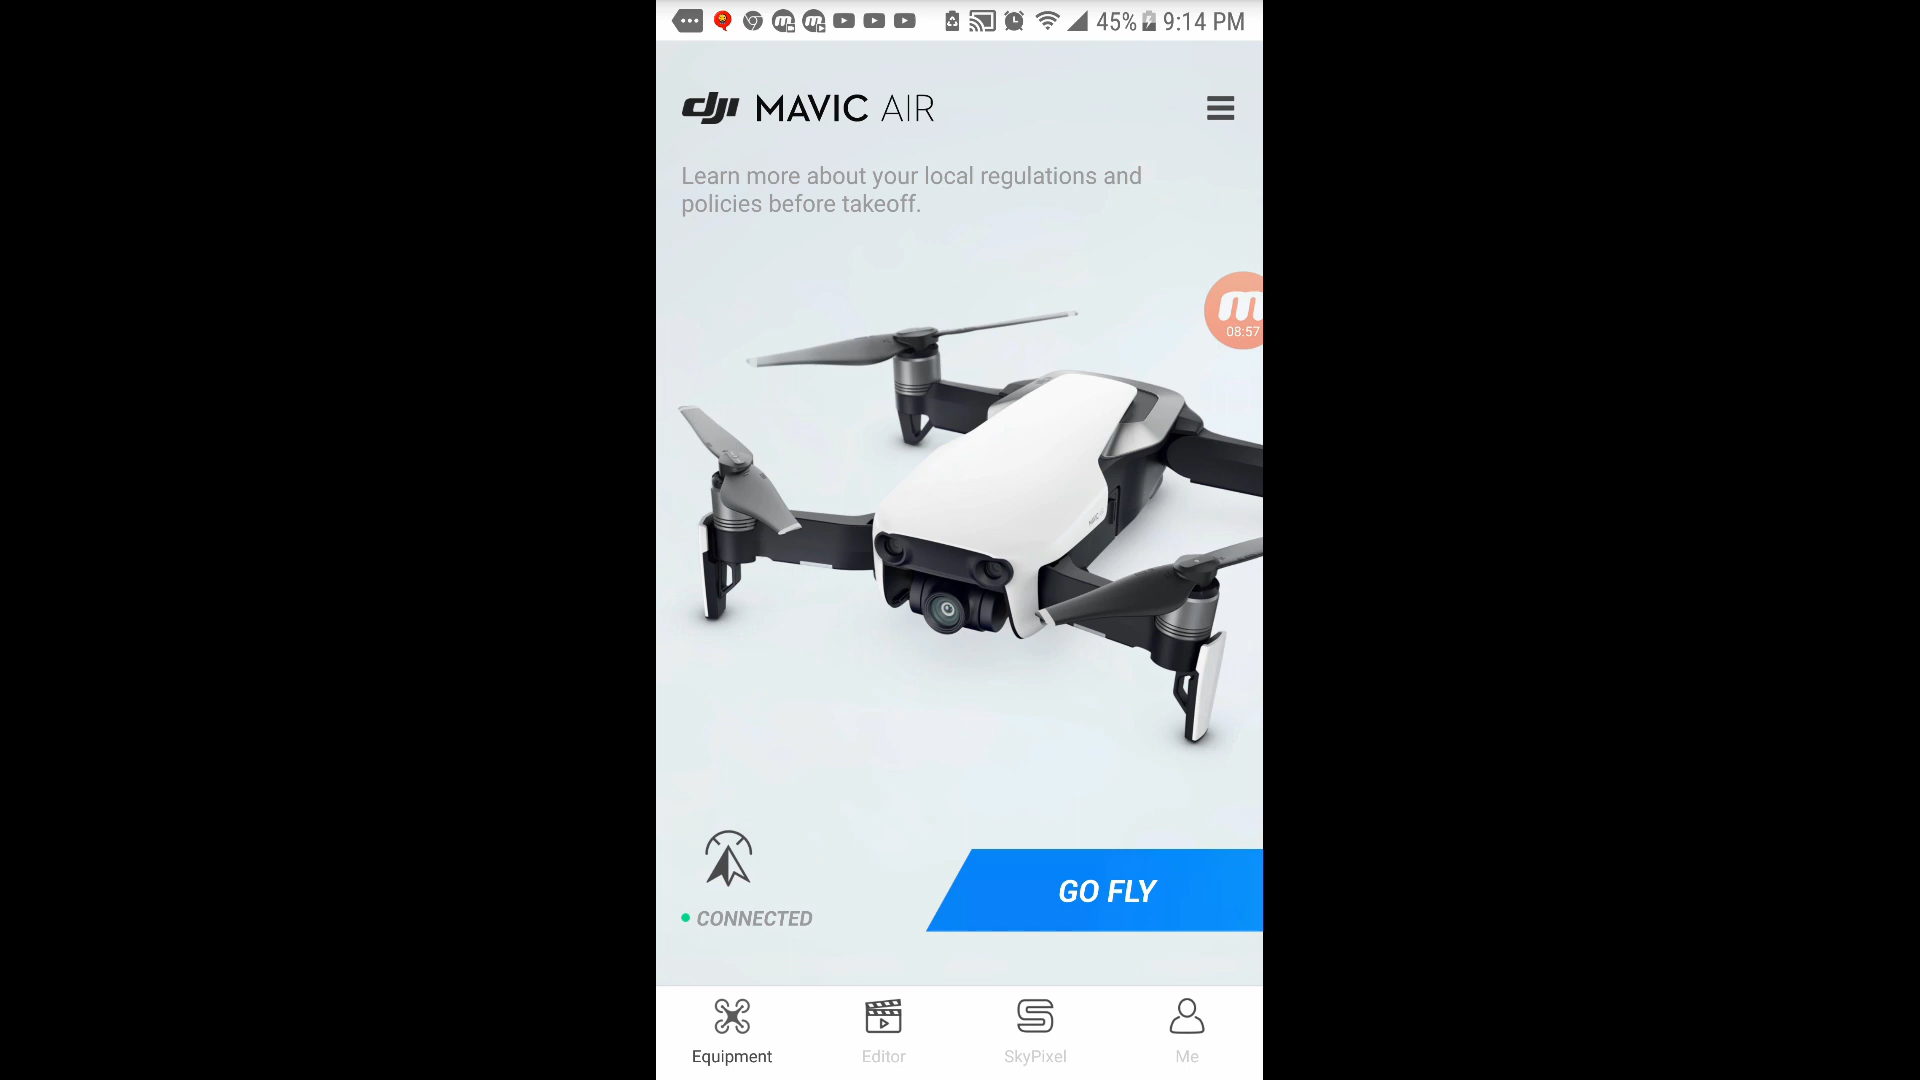 45% 9:14 PM
dji MAVIC AIR
Learn more about your local regulations and
policies before takeoff.
08:57
MAVIC
CONNECTED
GO FLY
Equipment
Editor
SkyPixel
Me